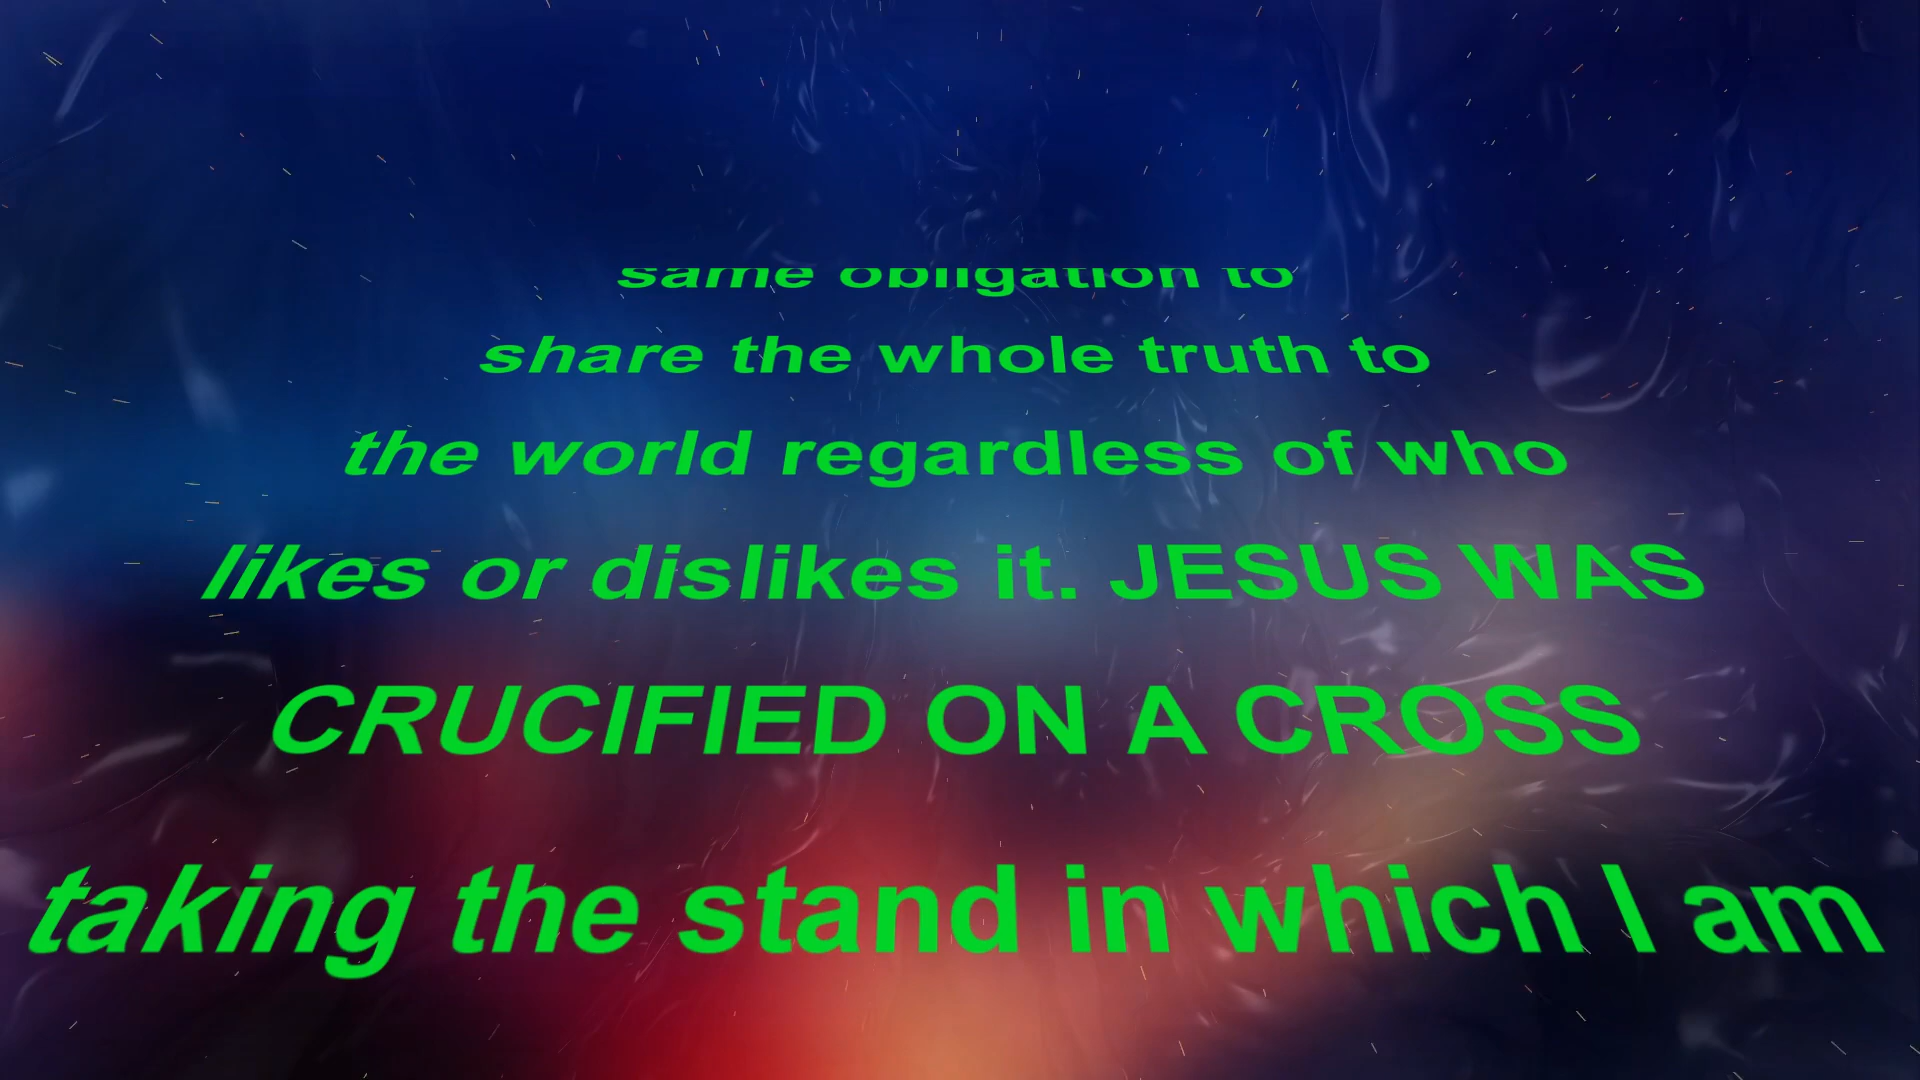 same obligation to
share the whole truth to
the world regardless of who
likes or dislikes it. JESUS WAS
CRUCIFIED ON A CROSS
taking the stand in which I am